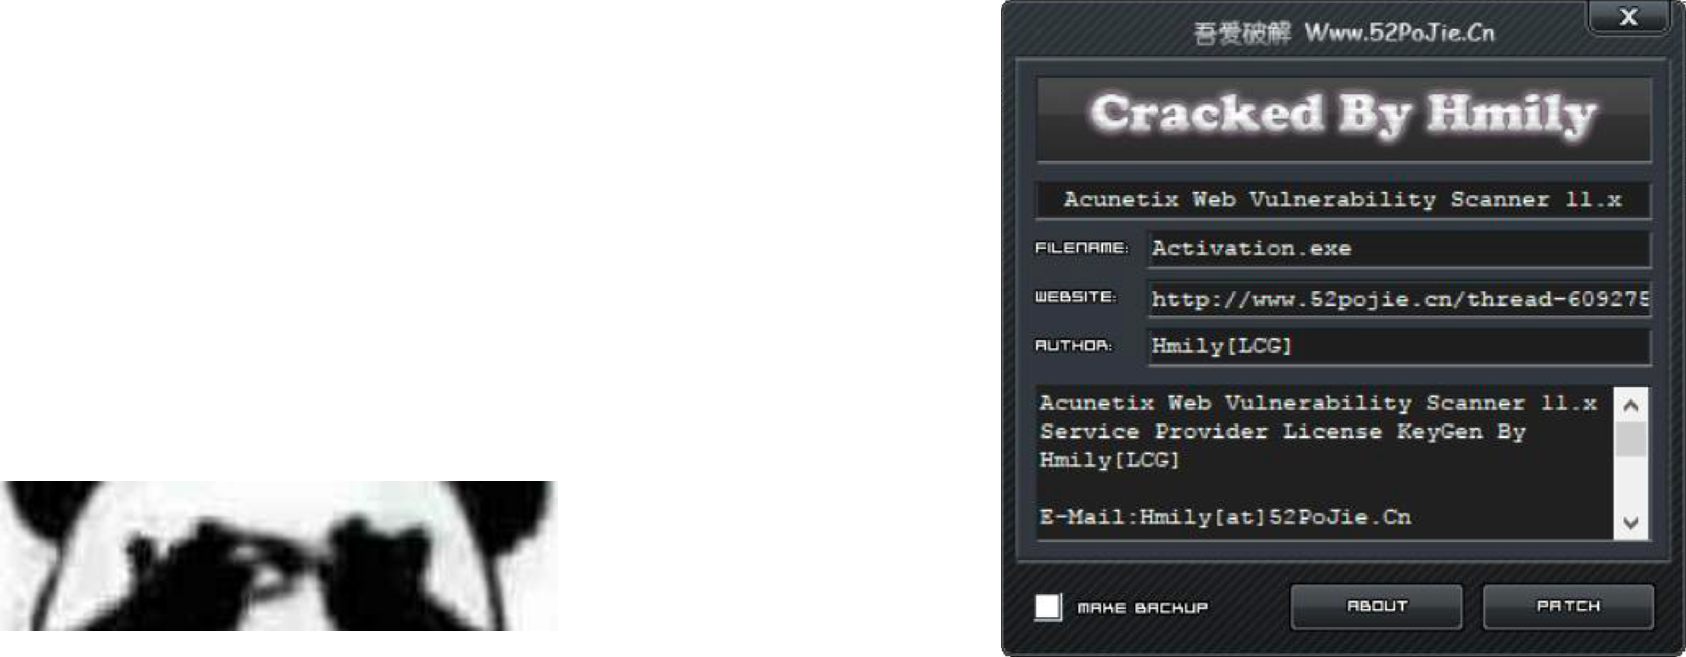 吾爱破解 Www.52PoJie.Cn
X
Cracked By Hmily
Acunetix Web Vulnerability Scanner 11.x
FILENAME: Activation.exe
WEBSITE: http://www.52pojie.cn/thread-609275
AUTHOR: Hmily[LCG]
Acunetix Web Vulnerability Scanner 11.x
Service Provider License KeyGen By
Hmily[LCG]
E-Mail:Hmily[at]52PoJie.Cn
MAKE BACKUP
ABOUT
PATCH